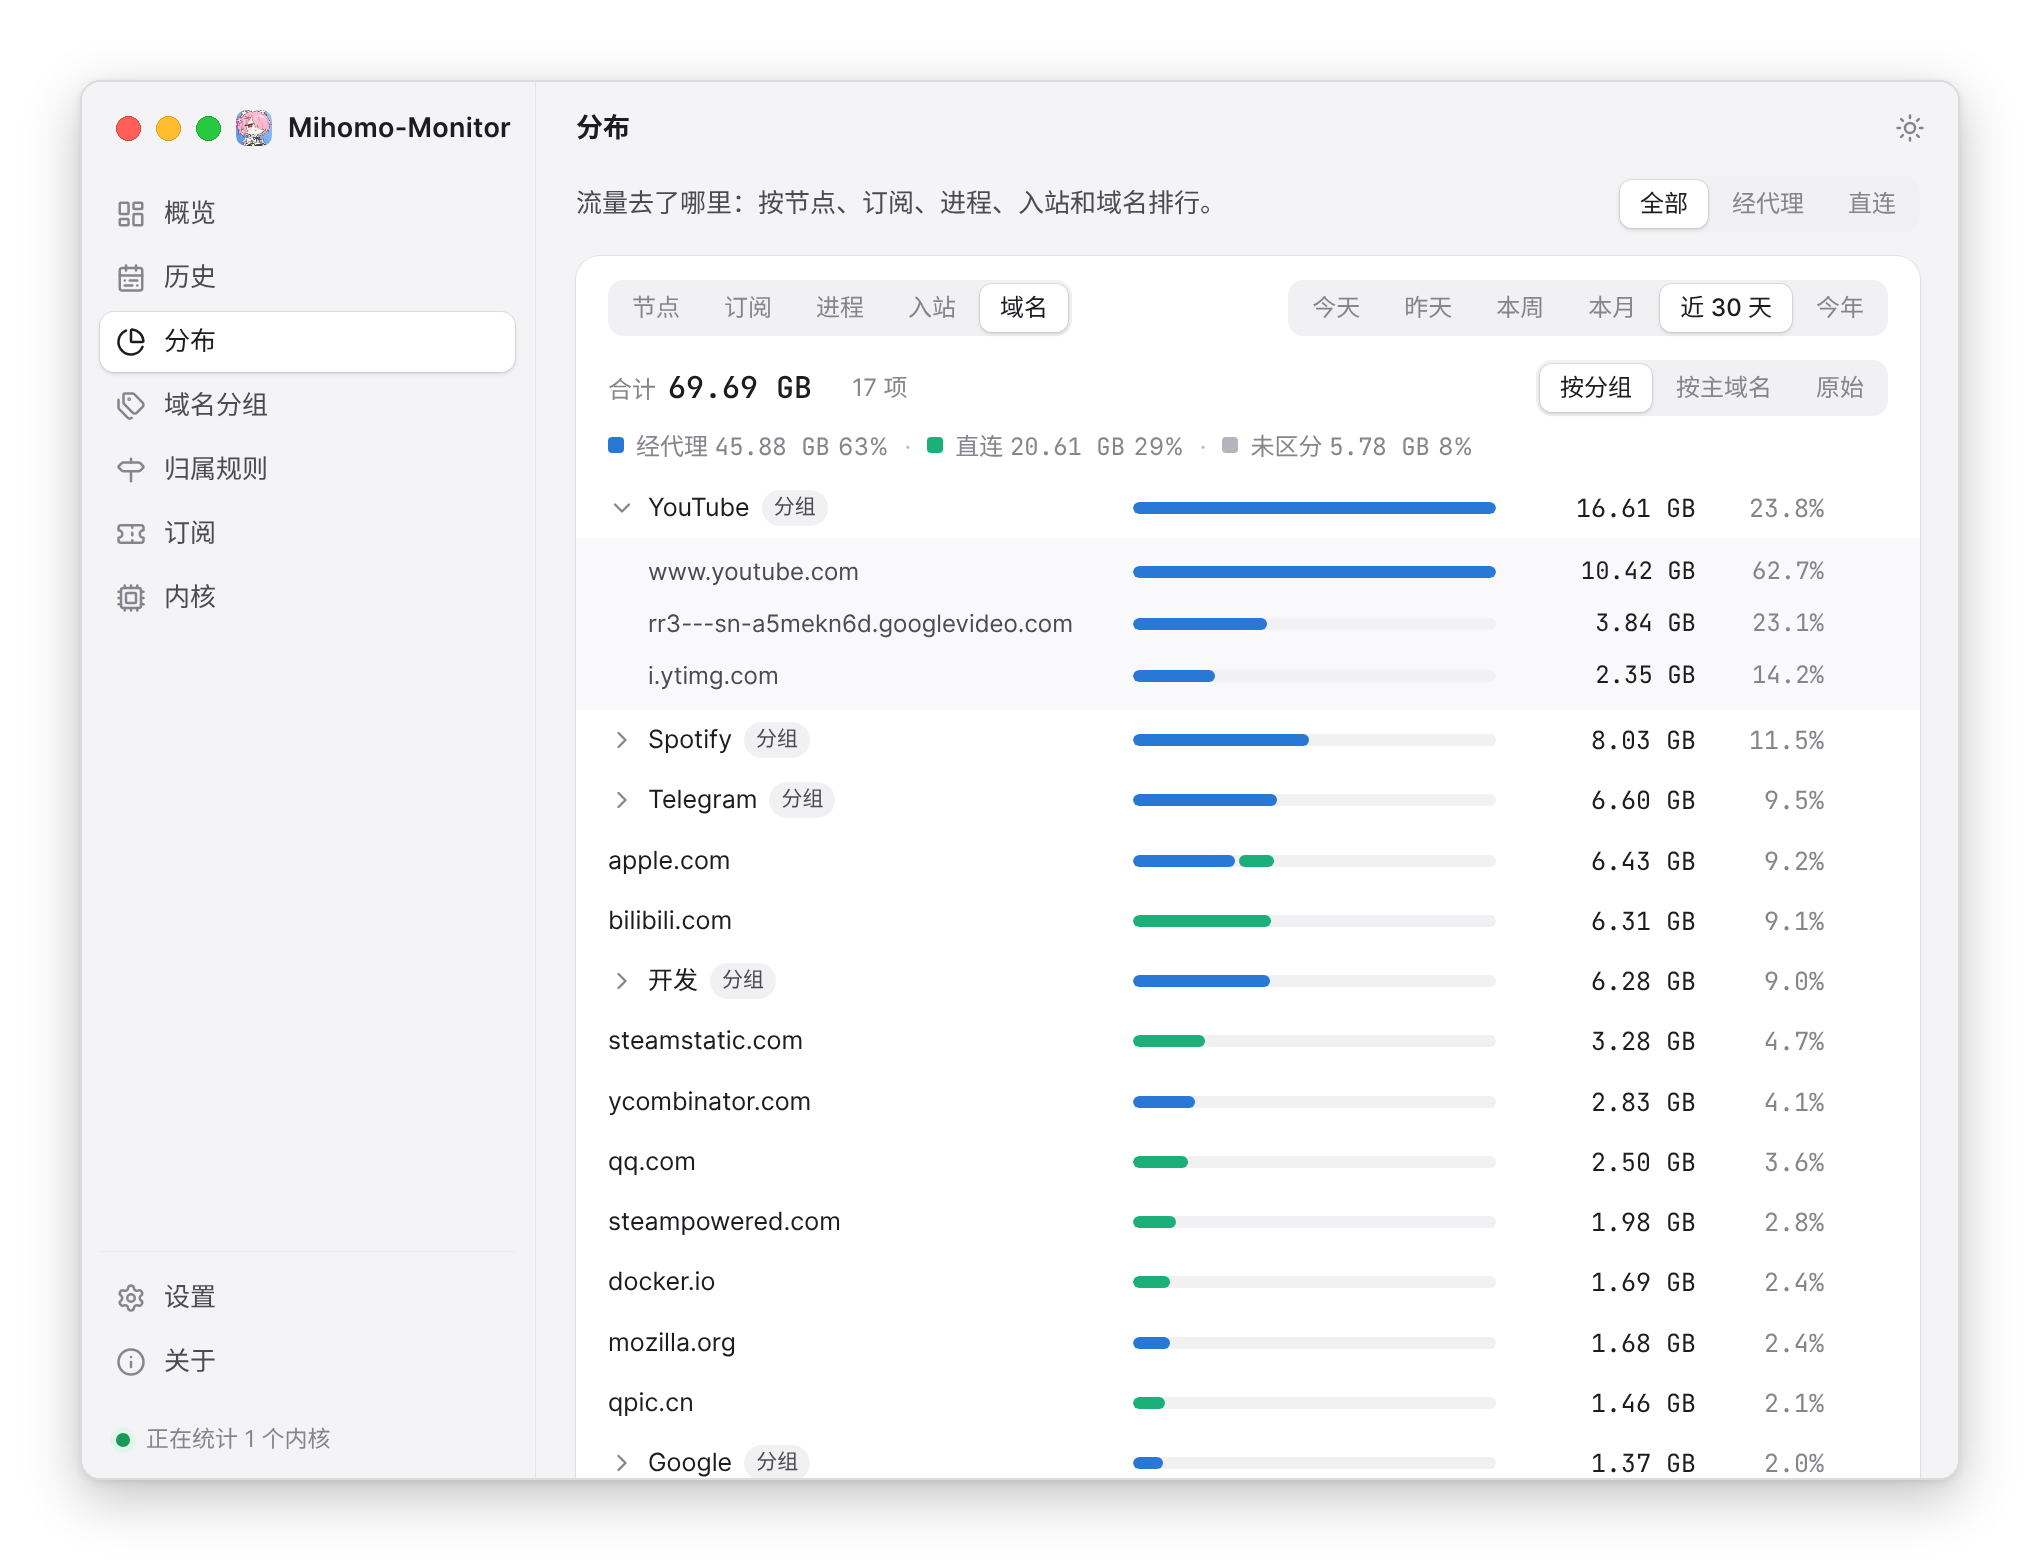 Mihomo-Monitor
概览
历史
分布
域名分组
归属规则
订阅
内核
设置
关于
正在统计 1 个内核
分布
流量去了哪里：按节点、订阅、进程、入站和域名排行。
全部 经代理 直连
节点 订阅 进程 入站 域名
今天 昨天 本周 本月 近 30 天 今年
合计 69.69 GB 17 项
按分组 按主域名 原始
经代理 45.88 GB 63% · 直连 20.61 GB 29% · 未区分 5.78 GB 8%
YouTube 分组 16.61 GB 23.8%
www.youtube.com 10.42 GB 62.7%
rr3---sn-a5mekn6d.googlevideo.com 3.84 GB 23.1%
i.ytimg.com 2.35 GB 14.2%
Spotify 分组 8.03 GB 11.5%
Telegram 分组 6.60 GB 9.5%
apple.com 6.43 GB 9.2%
bilibili.com 6.31 GB 9.1%
开发 分组 6.28 GB 9.0%
steamstatic.com 3.28 GB 4.7%
ycombinator.com 2.83 GB 4.1%
qq.com 2.50 GB 3.6%
steampowered.com 1.98 GB 2.8%
docker.io 1.69 GB 2.4%
mozilla.org 1.68 GB 2.4%
qpic.cn 1.46 GB 2.1%
Google 分组 1.37 GB 2.0%